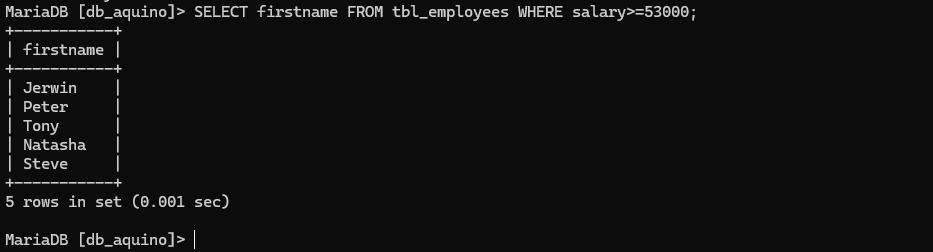 MariaDB [db_aquino]> SELECT firstname FROM tbl_employees WHERE salary>=53000;
+-----------+
| firstname |
+-----------+
| Jerwin    |
| Peter     |
| Tony      |
| Natasha   |
| Steve     |
+-----------+
5 rows in set (0.001 sec)

MariaDB [db_aquino]>